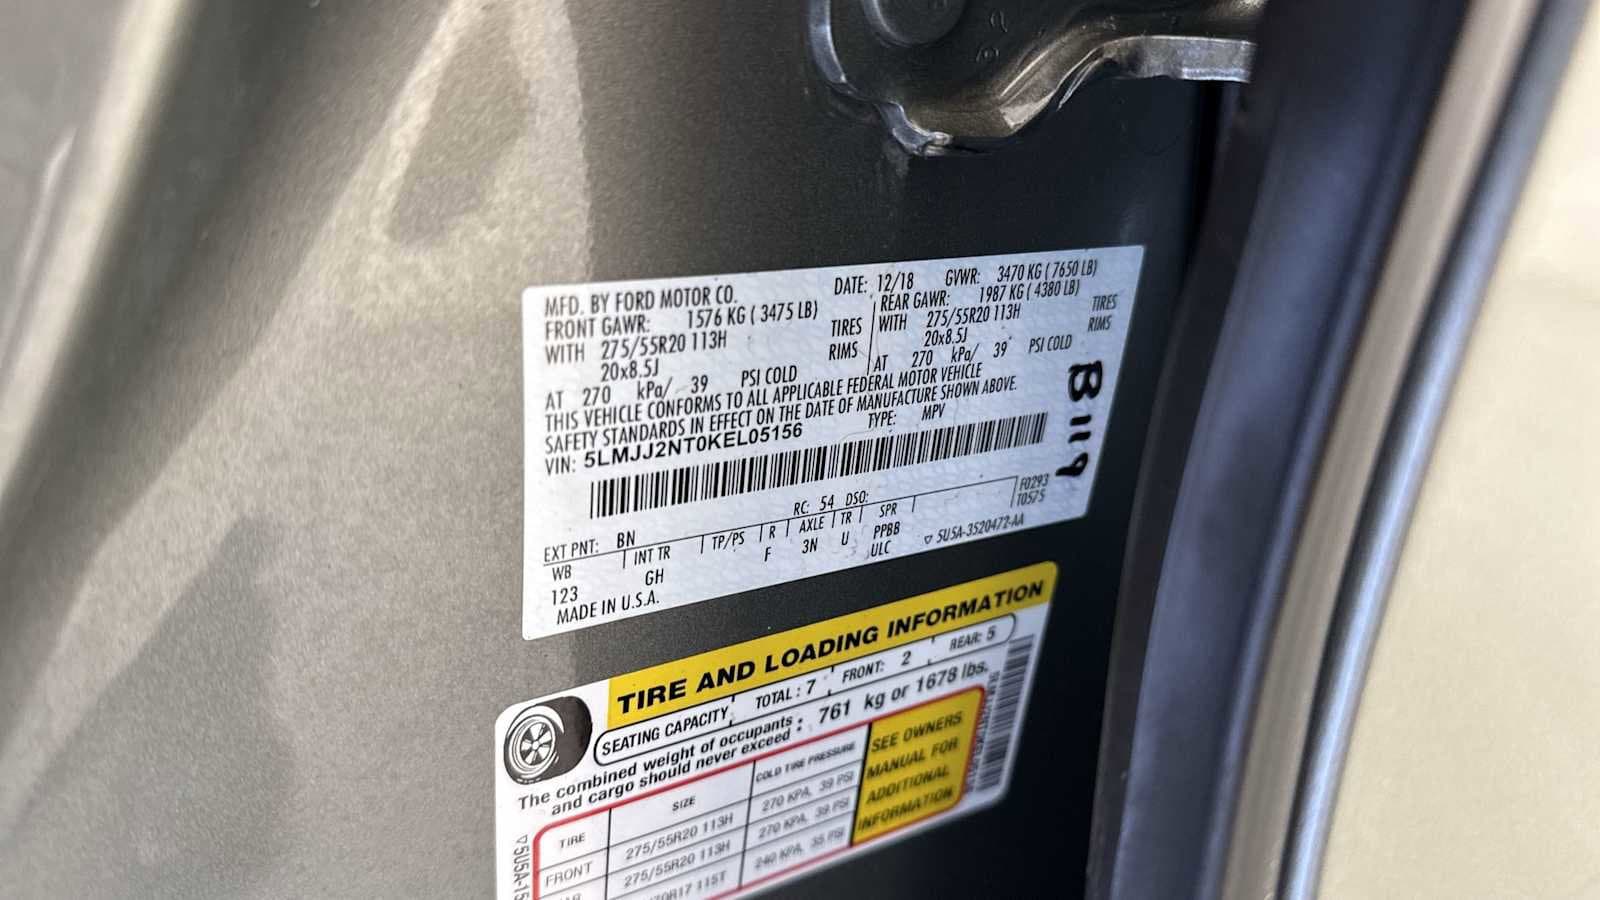 MFD. BY FORD MOTOR CO. DATE: 12/18 GVWR: 3470 KG ( 7650 LB)
FRONT GAWR: 1576 KG ( 3475 LB) REAR GAWR: 1987 KG ( 4380 LB)
WITH 275/55R20 113H TIRES WITH 275/55R20 113H TIRES
20x8.5J RIMS 20x8.5J RIMS
AT 270 kPa/ 39 PSI COLD AT 270 kPa/ 39 PSI COLD
THIS VEHICLE CONFORMS TO ALL APPLICABLE FEDERAL MOTOR VEHICLE
SAFETY STANDARDS IN EFFECT ON THE DATE OF MANUFACTURE SHOWN ABOVE.
VIN: 5LMJJ2NT0KEL05156 TYPE: MPV
B119
F0293
T0575
EXT PNT: BN RC: 54 DSO:
WB INT TR TP/PS R AXLE TR SPR
123 GH F 3N U PPBB
ULC
MADE IN U.S.A. ▽ 5U5A-3520472-AA
TIRE AND LOADING INFORMATION
SEATING CAPACITY TOTAL : 7 FRONT: 2 REAR: 5
The combined weight of occupants and cargo should never exceed : 761 kg or 1678 lbs.
TIRE SIZE COLD TIRE PRESSURE
FRONT 275/55R20 113H 270 KPA, 39 PSI
275/55R20 113H 270 KPA, 39 PSI
115T 240 KPA, 35 PSI
SEE OWNERS
MANUAL FOR
ADDITIONAL
INFORMATION